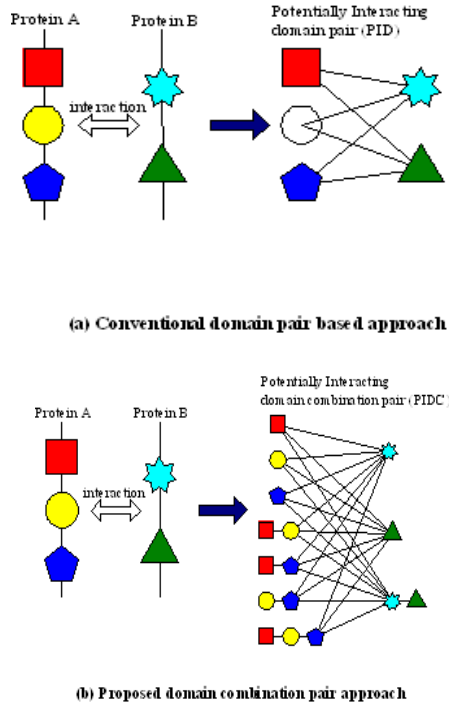 Protein A
Protein B
Potentially Interacting
domain pair (PID)
interaction
(a) Conventional domain pair based approach
Potentially Interacting
domain combination pair (PIDC)
Protein A
Protein B
interaction
(b) Proposed domain combination pair approach